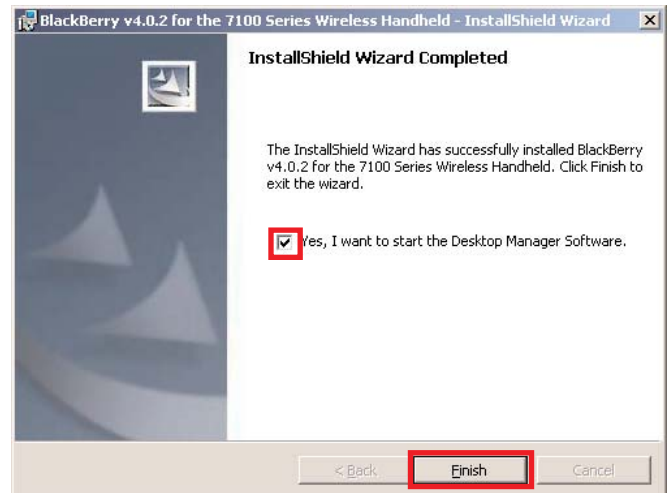 BlackBerry v4.0.2 for the 7100 Series Wireless Handheld - InstallShield Wizard
InstallShield Wizard Completed
The InstallShield Wizard has successfully installed BlackBerry
v4.0.2 for the 7100 Series Wireless Handheld. Click Finish to
exit the wizard.
Yes, I want to start the Desktop Manager Software.
< Back Finish Cancel